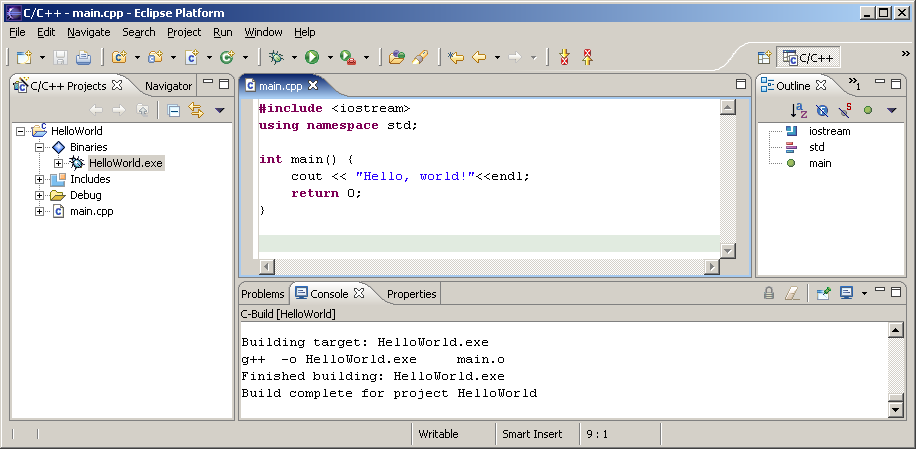 C/C++ - main.cpp - Eclipse Platform
File Edit Navigate Search Project Run Window Help
C/C++
C/C++ Projects Navigator
HelloWorld
Binaries
HelloWorld.exe
Includes
Debug
main.cpp
main.cpp
#include <iostream>
using namespace std;
int main() {
cout << "Hello, world!"<<endl;
return 0;
}
Outline 1
iostream
std
main
Problems Console Properties
C-Build [HelloWorld]
Building target: HelloWorld.exe
g++ -o HelloWorld.exe main.o
Finished building: HelloWorld.exe
Build complete for project HelloWorld
Writable Smart Insert 9 : 1